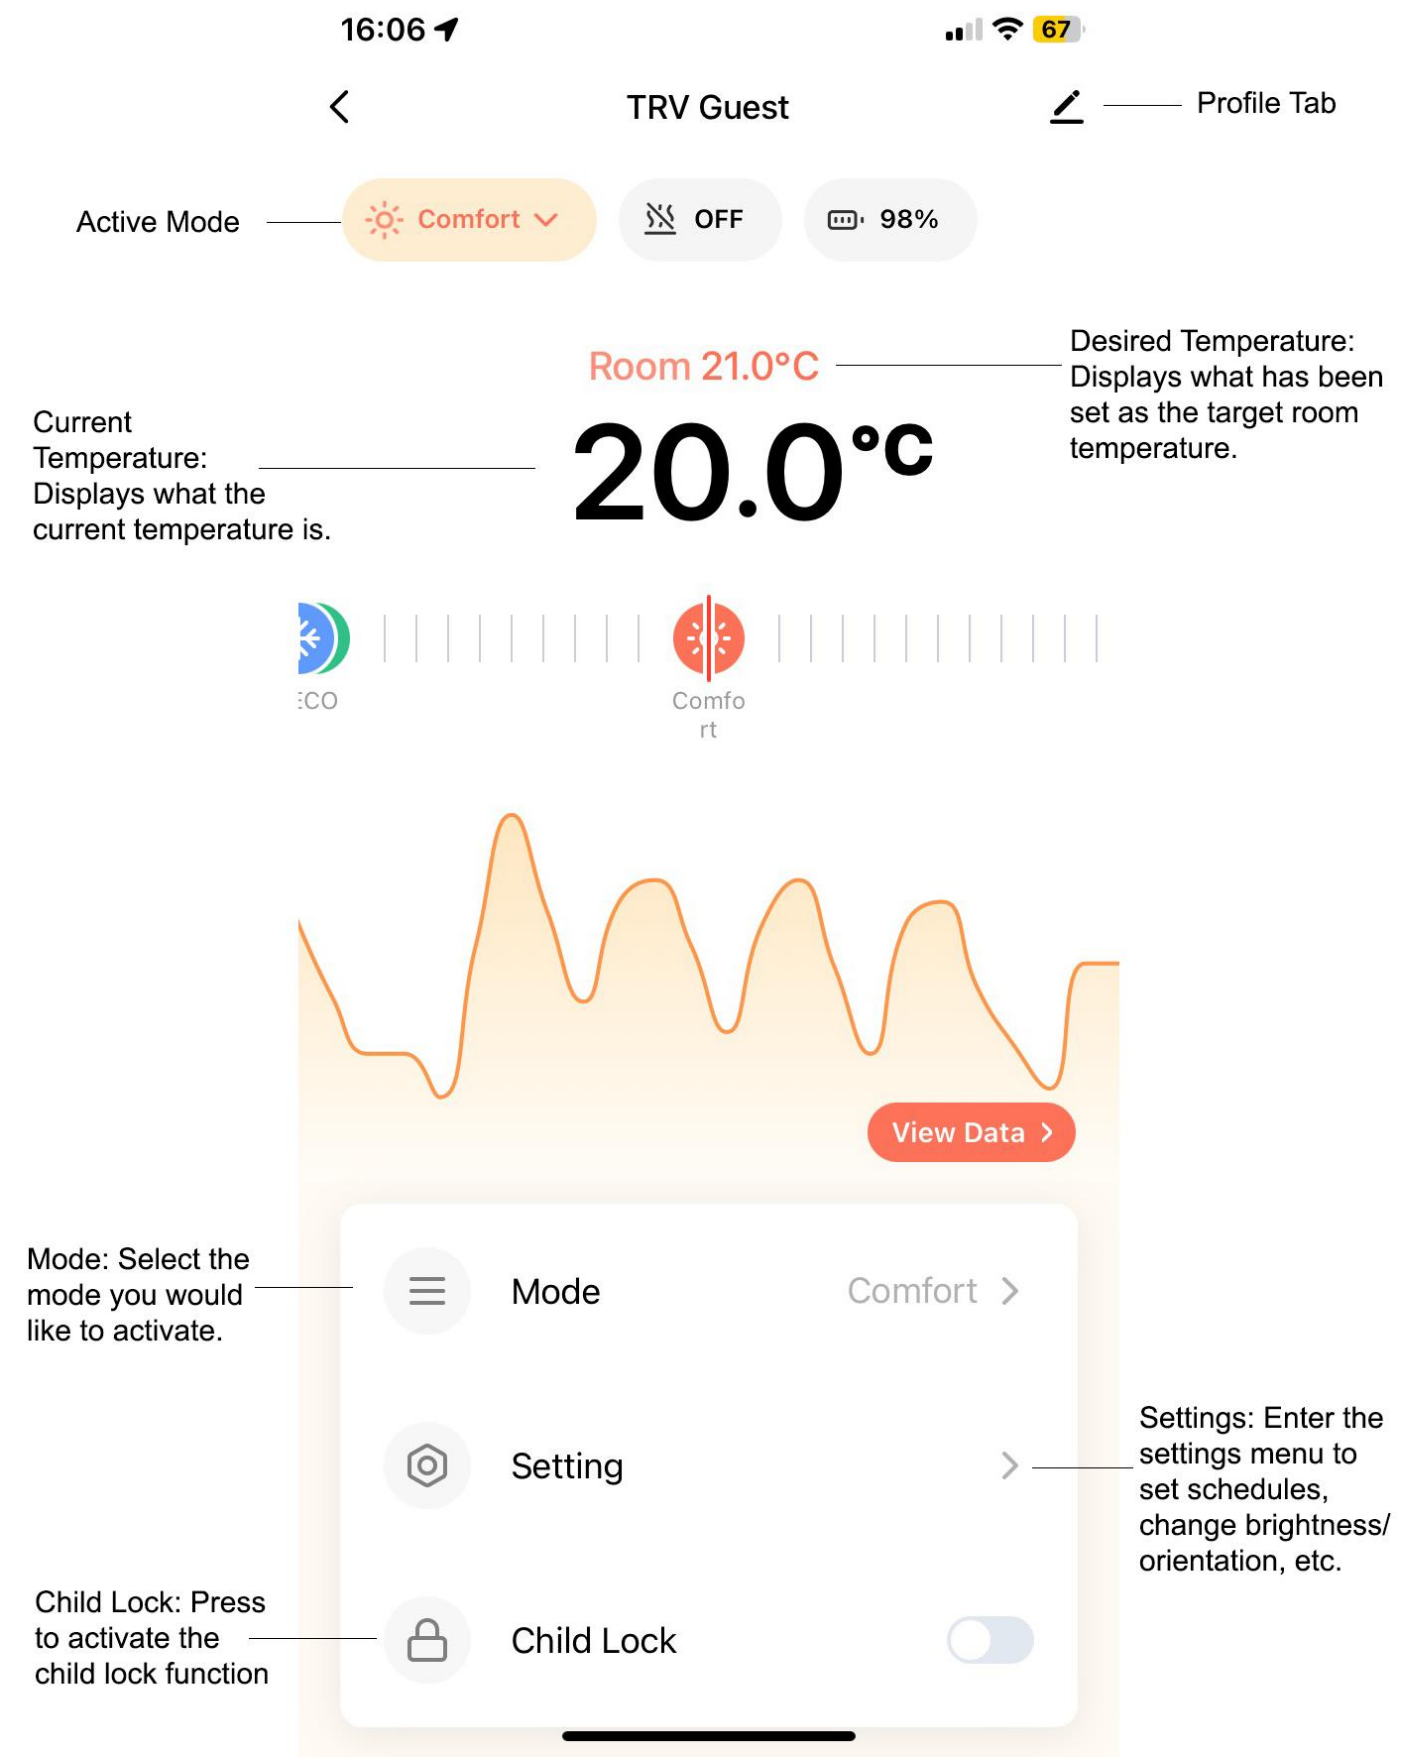 16:06
67
TRV Guest
Profile Tab
Active Mode
Comfort
OFF
98%
Room 21.0°C
Desired Temperature:
Displays what has been
set as the target room
temperature.
20.0°C
Current
Temperature:
Displays what the
current temperature is.
ECO
Comfo
rt
View Data
Mode: Select the
mode you would
like to activate.
Mode
Comfort
Setting
Settings: Enter the
settings menu to
set schedules,
change brightness/
orientation, etc.
Child Lock: Press
to activate the
child lock function
Child Lock